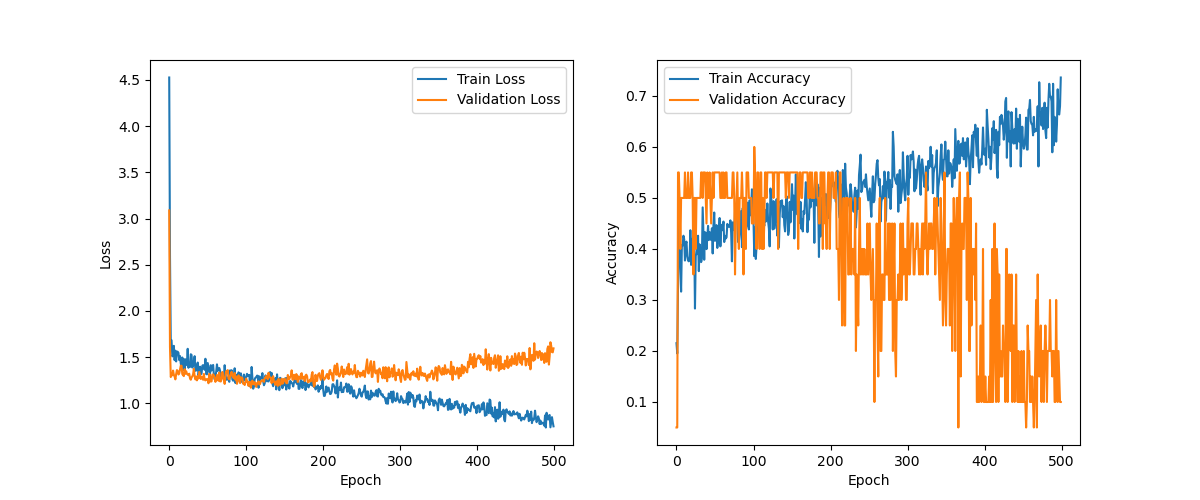 Train Loss
Validation Loss
4.5
4.0
3.5
3.0
2.5
2.0
1.5
1.0
Loss
0 100 200 300 400 500
Epoch
Train Accuracy
Validation Accuracy
0.7
0.6
0.5
0.4
0.3
0.2
0.1
Accuracy
0 100 200 300 400 500
Epoch